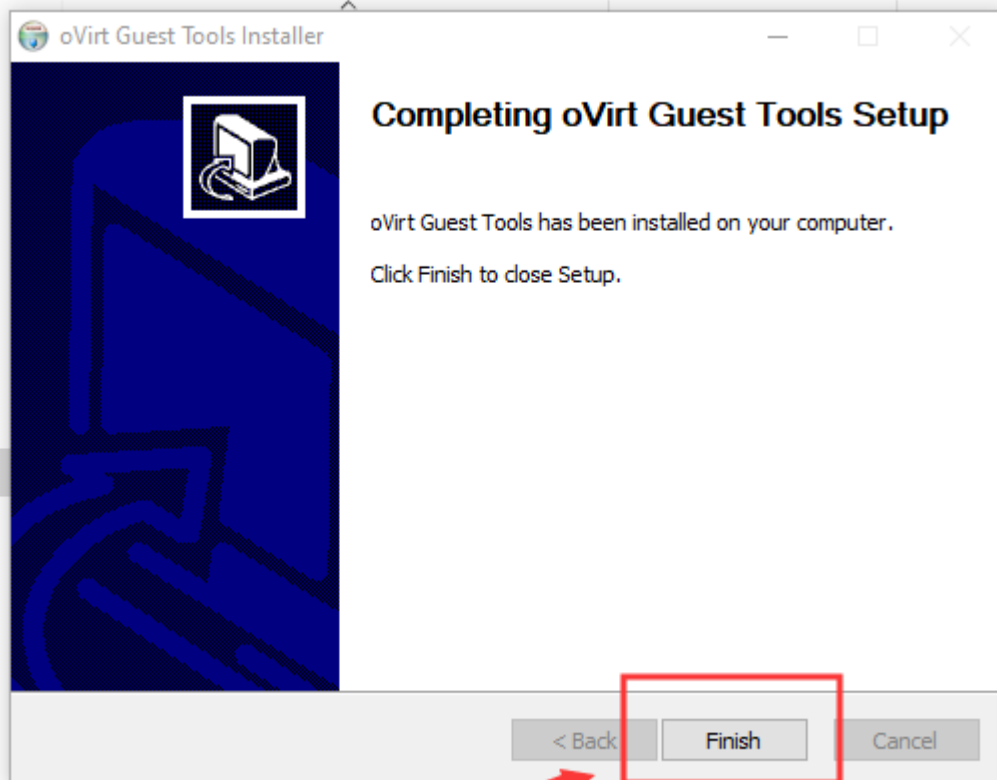 oVirt Guest Tools Installer
Completing oVirt Guest Tools Setup
oVirt Guest Tools has been installed on your computer.
Click Finish to close Setup.
< Back
Finish
Cancel